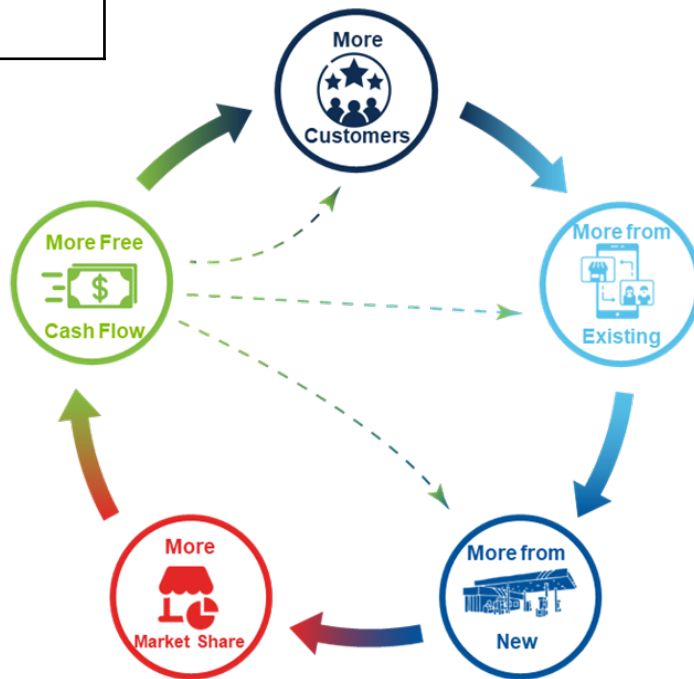 More
Customers
More from
Existing
More from
New
More
Market Share
More Free
$
Cash Flow